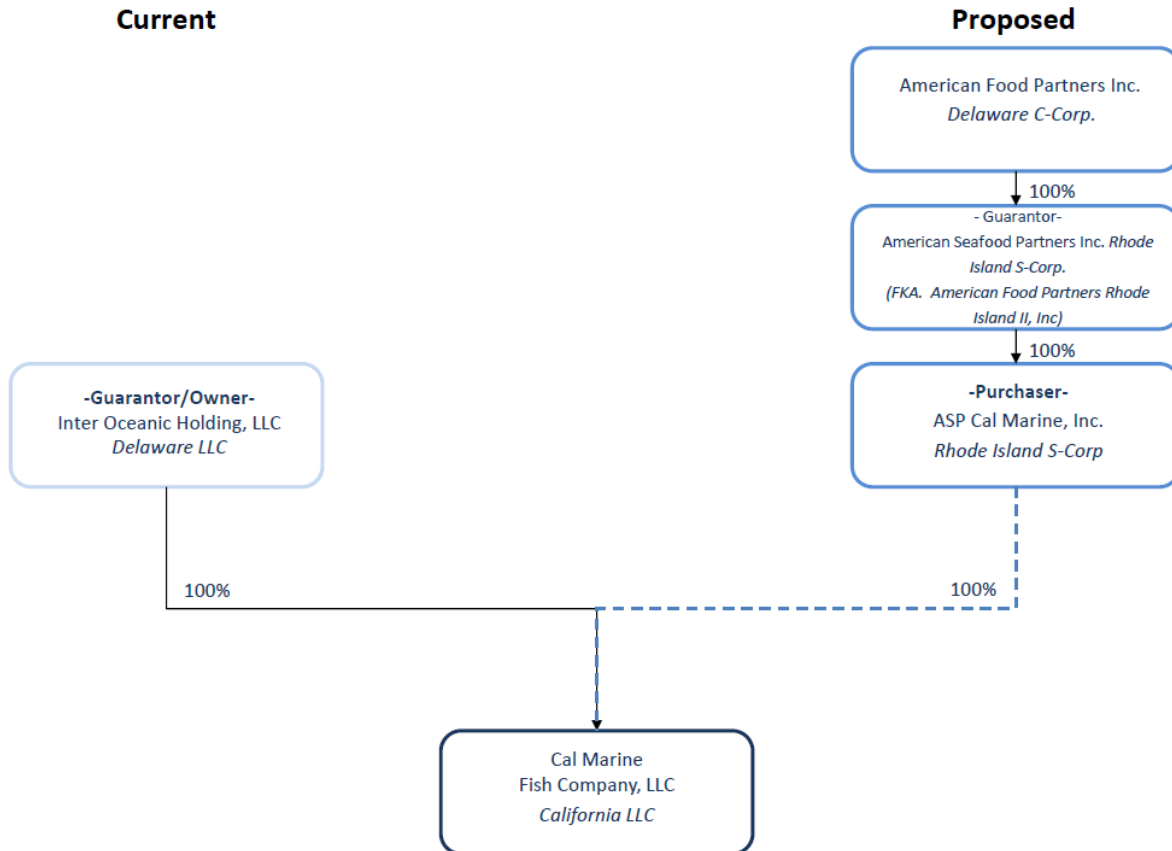 Current
Proposed
American Food Partners Inc.
Delaware C-Corp.
100%
- Guarantor-
American Seafood Partners Inc. Rhode
Island S-Corp.
(FKA.  American Food Partners Rhode
Island II, Inc)
100%
-Guarantor/Owner-
Inter Oceanic Holding, LLC
Delaware LLC
-Purchaser-
ASP Cal Marine, Inc.
Rhode Island S-Corp
100%
100%
Cal Marine
Fish Company, LLC
California LLC